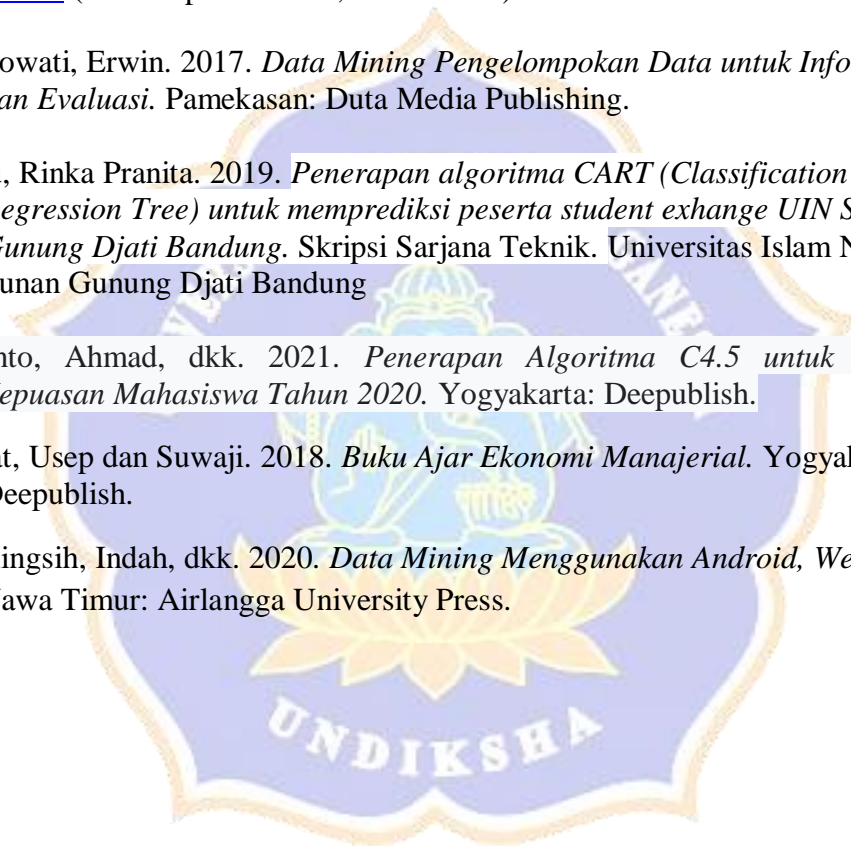 owati, Erwin. 2017. Data Mining Pengelompokan Data untuk Info
an Evaluasi. Pamekasan: Duta Media Publishing.
, Rinka Pranita. 2019. Penerapan algoritma CART (Classification
egression Tree) untuk memprediksi peserta student exhange UIN S
Gunung Djati Bandung. Skripsi Sarjana Teknik. Universitas Islam N
unan Gunung Djati Bandung
nto, Ahmad, dkk. 2021. Penerapan Algoritma C4.5 untuk
epuasan Mahasiswa Tahun 2020. Yogyakarta: Deepublish.
at, Usep dan Suwaji. 2018. Buku Ajar Ekonomi Manajerial. Yogyak
Deepublish.
ingsih, Indah, dkk. 2020. Data Mining Menggunakan Android, We
Jawa Timur: Airlangga University Press.
UNDIKSHA